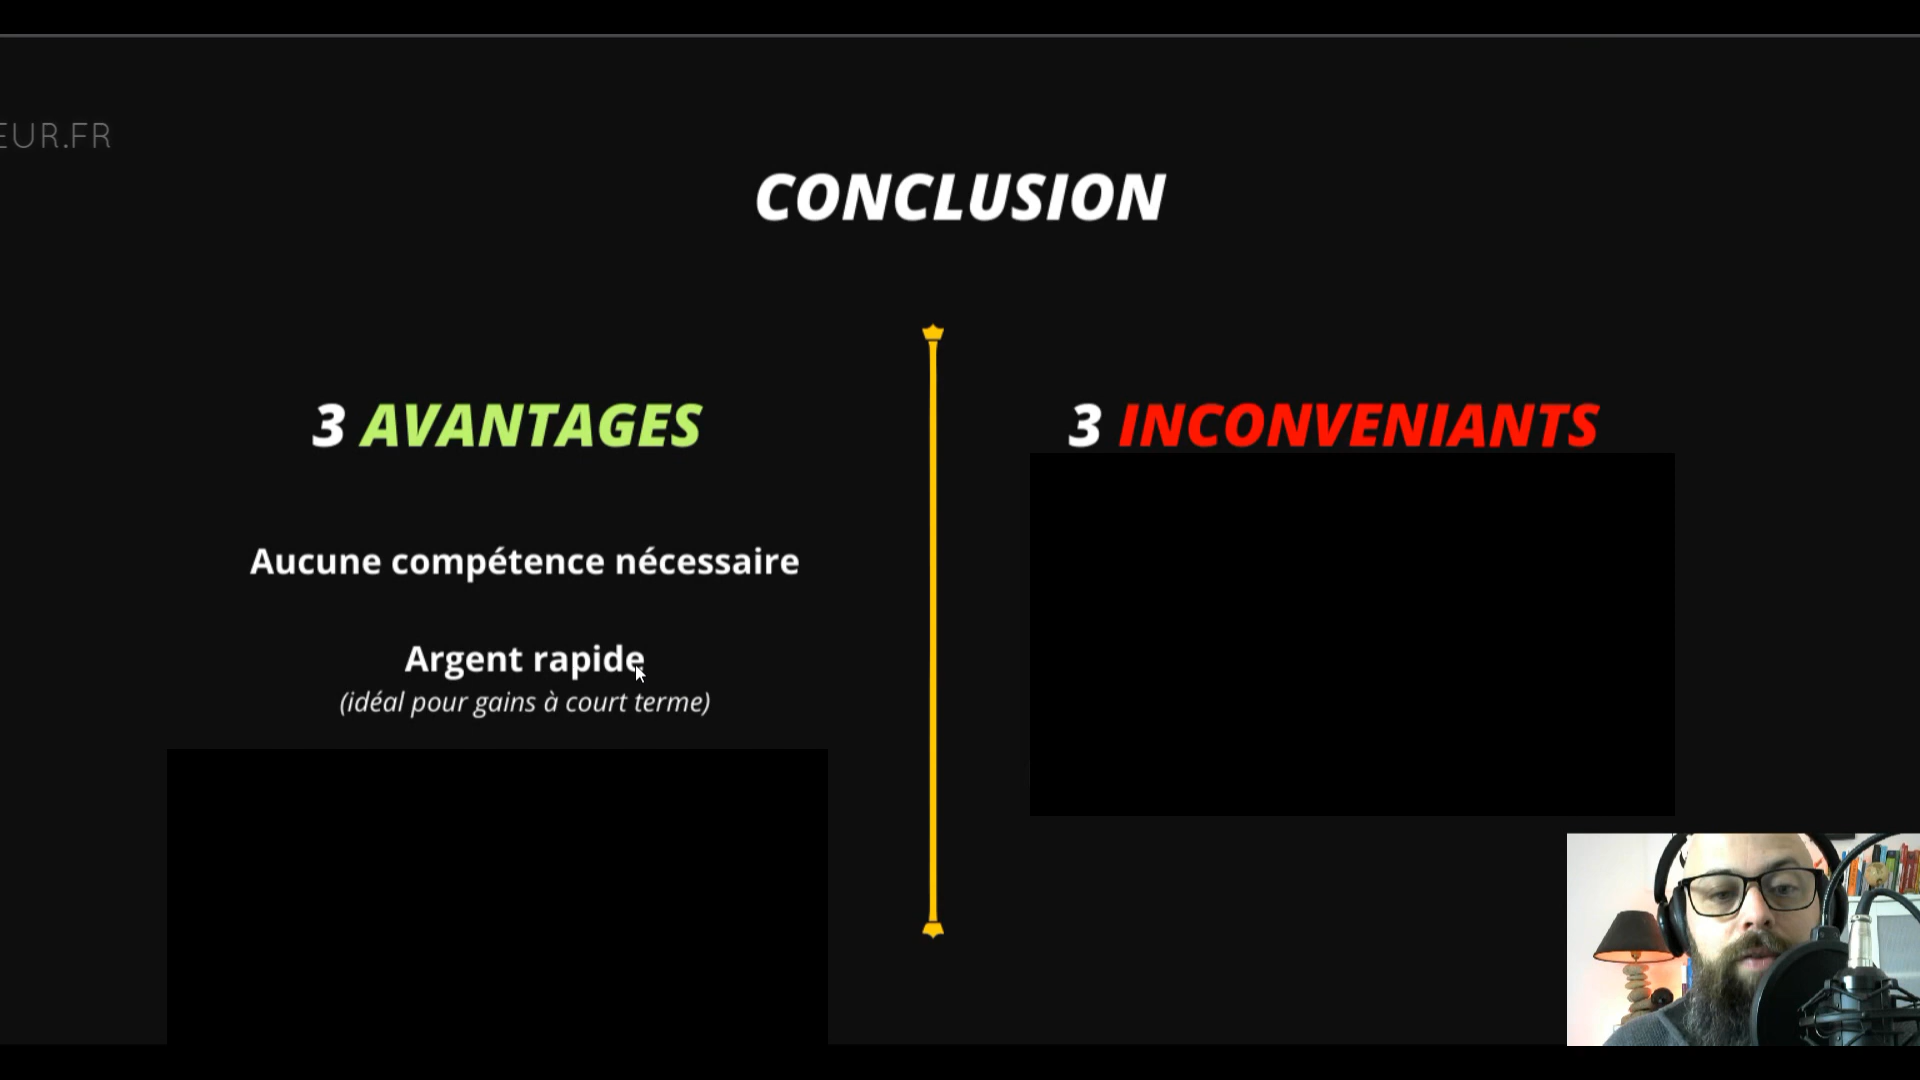 EUR.FR
CONCLUSION
3 AVANTAGES
Aucune compétence nécessaire
Argent rapide
(idéal pour gains à court terme)
3 INCONVENIANTS